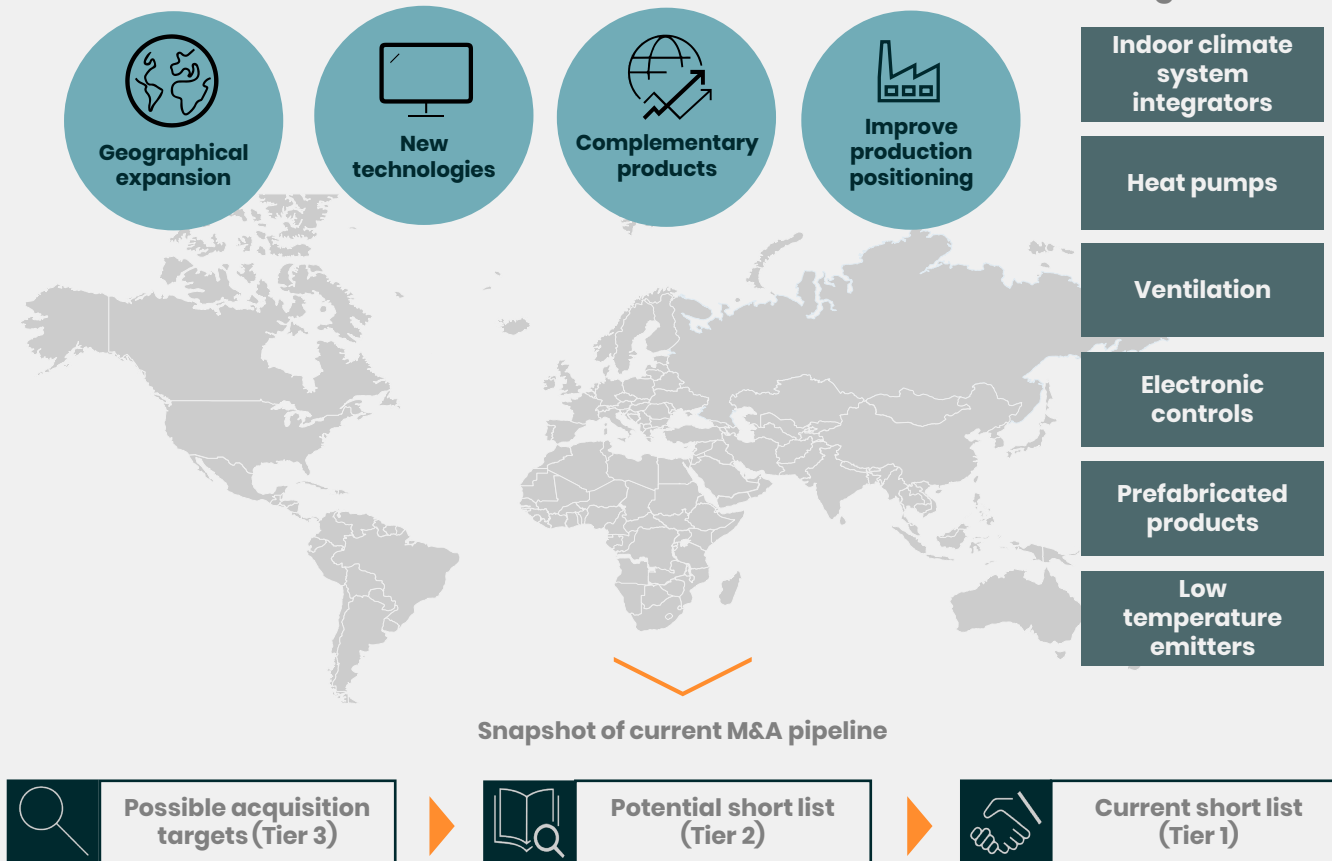 Geographical
expansion
New
technologies
Complementary
products
Improve
production
positioning
Indoor climate
system
integrators
Heat pumps
Ventilation
Electronic
controls
Prefabricated
products
Low
temperature
emitters
Snapshot of current M&A pipeline
Possible acquisition
targets (Tier 3)
Potential short list
(Tier 2)
Current short list
(Tier 1)